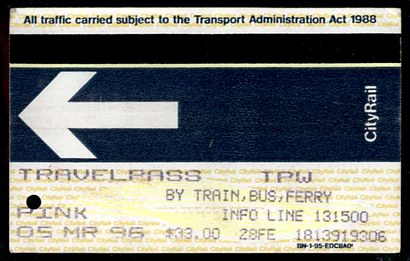 All traffic carried subject to the Transport Administration Act 1988
CityRail
TRAVELPASS TPW
BY TRAIN,BUS,FERRY
PINK INFO LINE 131500
05 MR 96 $33.00 28FE 1813919306